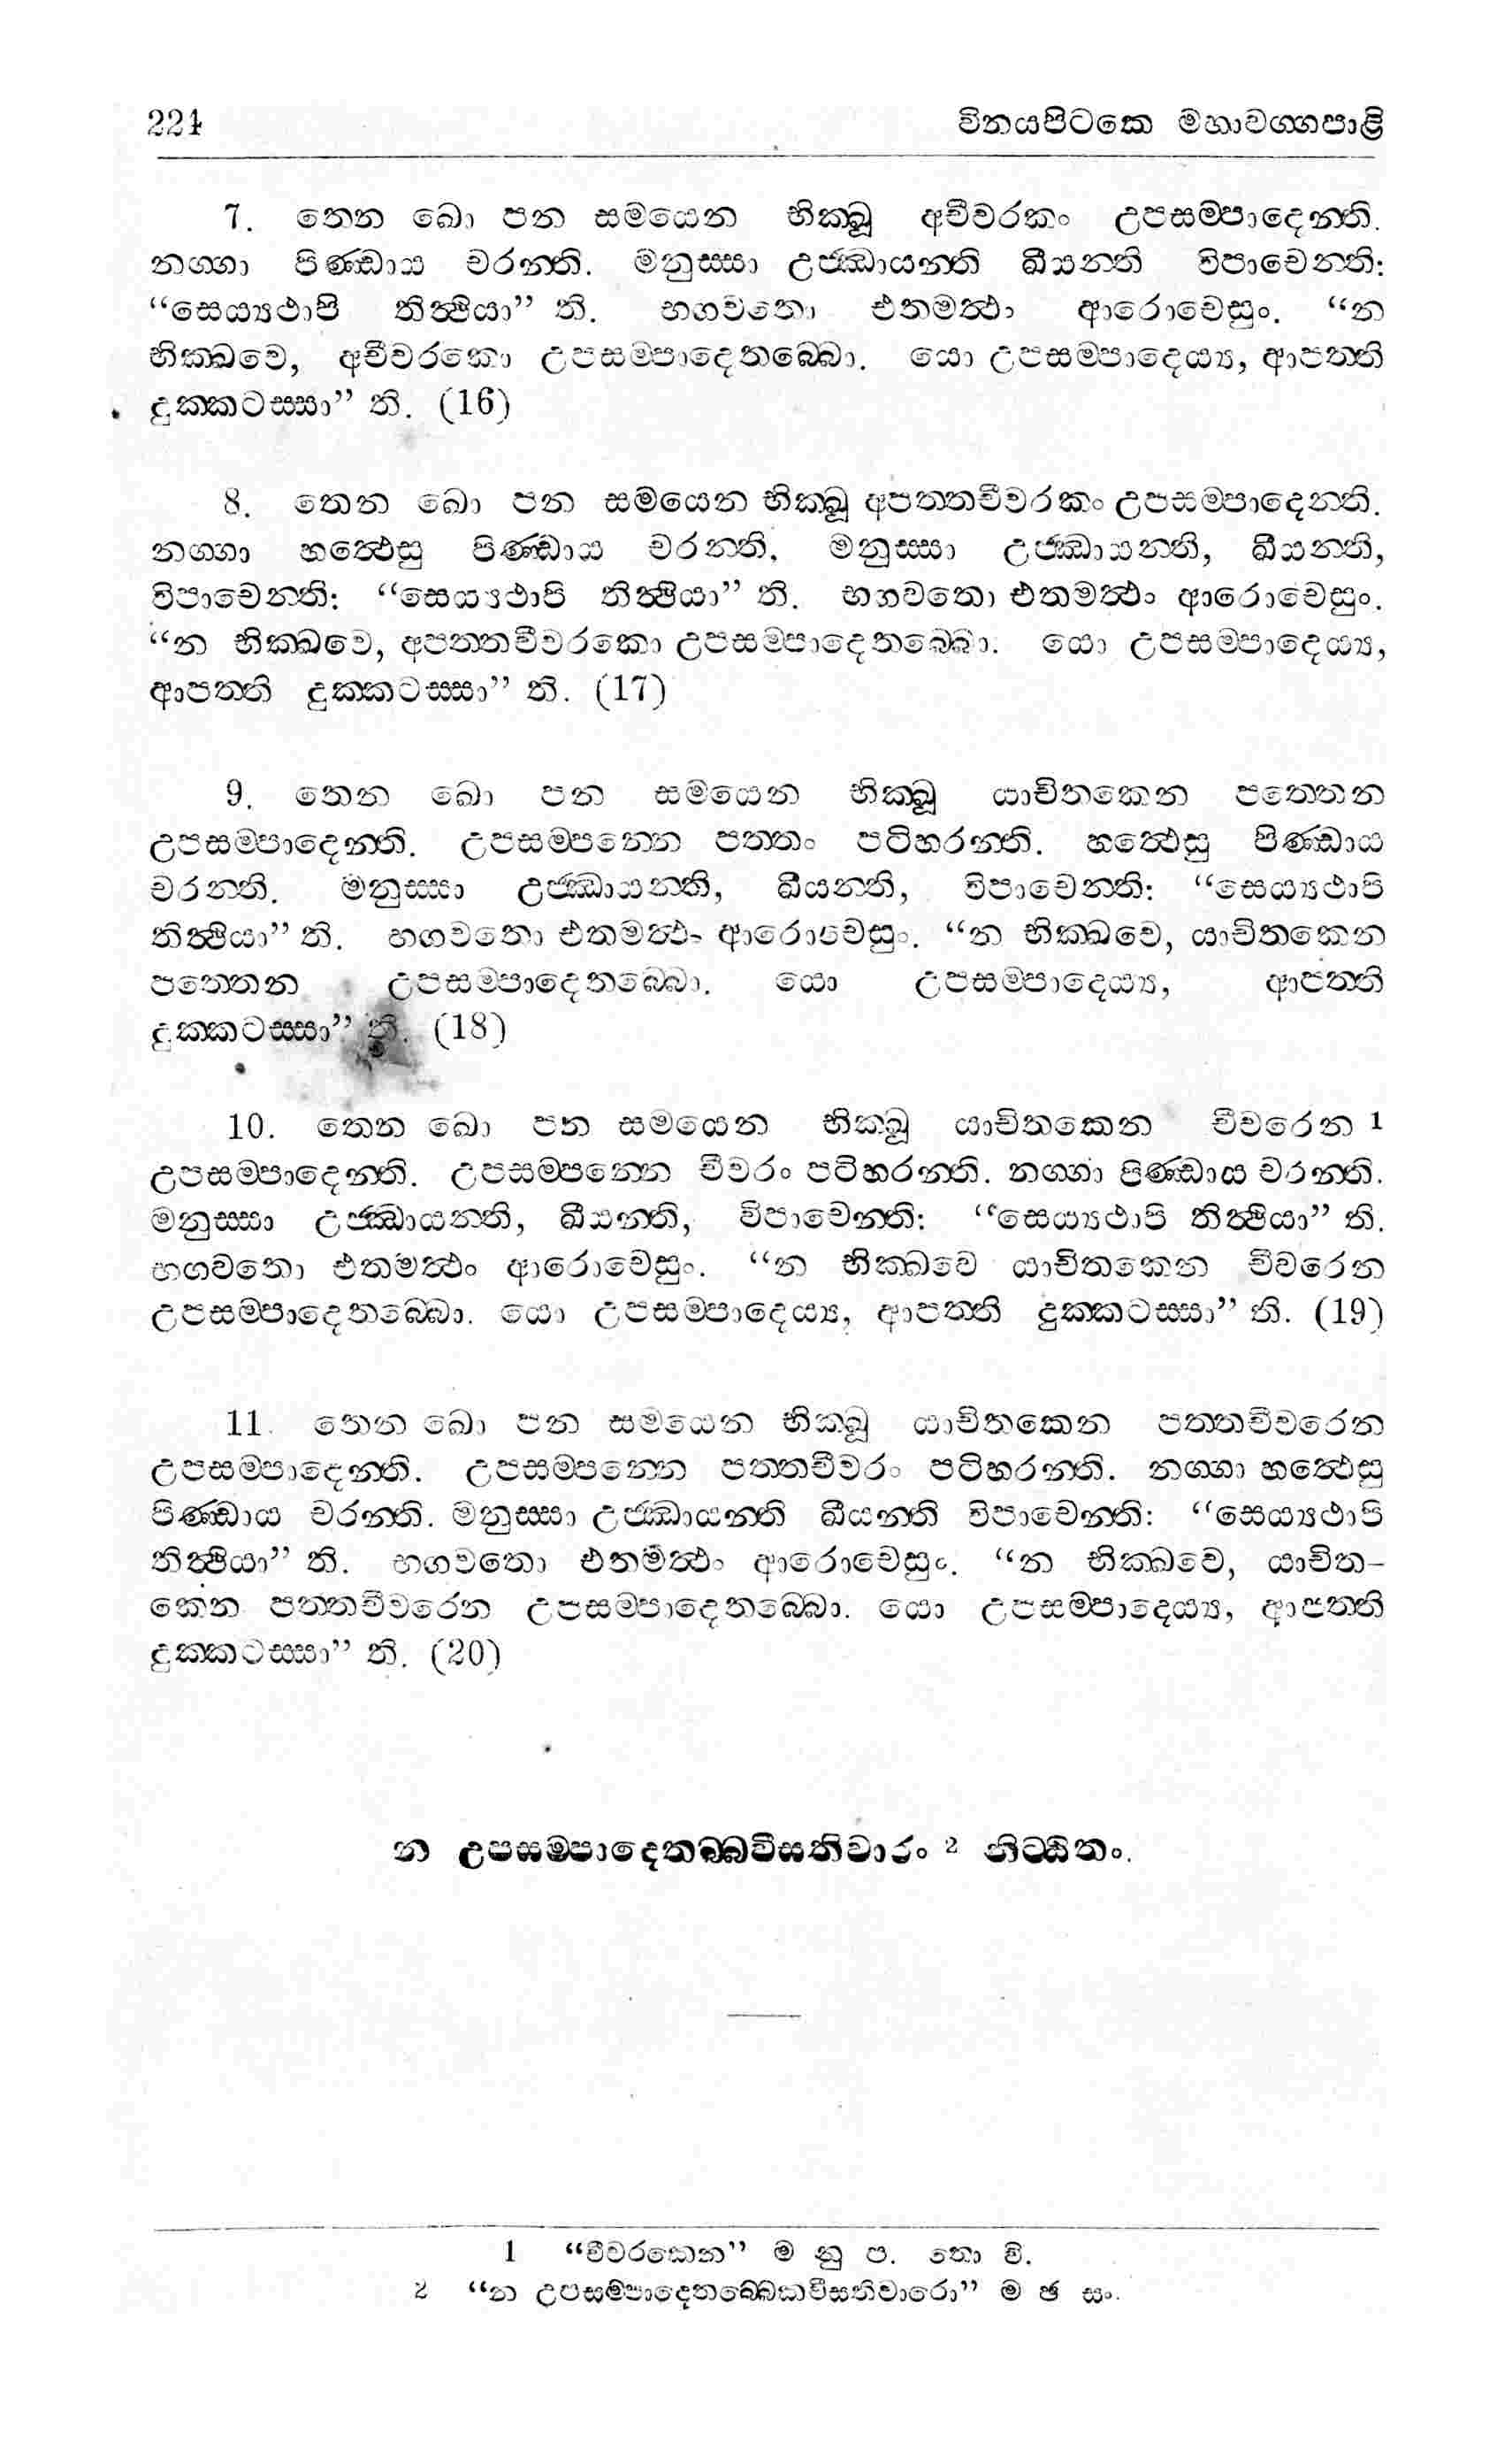 224 විනයපිටකෙ මහාවග්ගපාළි
7. තෙන ඛො පන සමයෙන භික්ඛූ අචීවරකං උපසම්පාදෙන්ති.
නග්ගා පිණ්ඩාය චරන්ති. මනුස්සා උජ්ඣායන්ති ඛීයන්ති විපාචෙන්ති:
“සෙය්‍යථාපි තිත්ථියා” ති. භගවතො එතමත්ථං ආරොචෙසුං. “න
භික්ඛවෙ, අචීවරකො උපසම්පාදෙතබ්බො. යො උපසම්පාදෙය්‍ය, ආපත්ති
දුක්කටස්සා” ති. (16)
8. තෙන ඛො පන සමයෙන භික්ඛූ අපත්තචීවරකං උපසම්පාදෙන්ති.
නග්ගා හත්ථෙසු පිණ්ඩාය චරන්ති. මනුස්සා උජ්ඣායන්ති, ඛීයන්ති,
විපාචෙන්ති: “සෙය්‍යථාපි තිත්ථියා” ති. භගවතො එතමත්ථං ආරොචෙසුං.
“න භික්ඛවෙ, අපත්තචීවරකො උපසම්පාදෙතබ්බො. යො උපසම්පාදෙය්‍ය,
ආපත්ති දුක්කටස්සා” ති. (17)
9. තෙන ඛො පන සමයෙන භික්ඛූ යාචිතකෙන පත්තෙන
උපසම්පාදෙන්ති. උපසම්පන්නෙ පත්තං පටිහරන්ති. හත්ථෙසු පිණ්ඩාය
චරන්ති. මනුස්සා උජ්ඣායන්ති, ඛීයන්ති, විපාචෙන්ති: “සෙය්‍යථාපි
තිත්ථියා” ති. භගවතො එතමත්ථං ආරොචෙසුං. “න භික්ඛවෙ, යාචිතකෙන
පත්තෙන උපසම්පාදෙතබ්බො. යො උපසම්පාදෙය්‍ය, ආපත්ති
දුක්කටස්සා” ති. (18)
10. තෙන ඛො පන සමයෙන භික්ඛූ යාචිතකෙන චීවරෙන 1
උපසම්පාදෙන්ති. උපසම්පන්නෙ චීවරං පටිහරන්ති. නග්ගා පිණ්ඩාය චරන්ති.
මනුස්සා උජ්ඣායන්ති, ඛීයන්ති, විපාචෙන්ති: “සෙය්‍යථාපි තිත්ථියා” ති.
භගවතො එතමත්ථං ආරොචෙසුං. “න භික්ඛවෙ යාචිතකෙන චීවරෙන
උපසම්පාදෙතබ්බො. යො උපසම්පාදෙය්‍ය, ආපත්ති දුක්කටස්සා” ති. (19)
11. තෙන ඛො පන සමයෙන භික්ඛූ යාචිතකෙන පත්තචීවරෙන
උපසම්පාදෙන්ති. උපසම්පන්නෙ පත්තචීවරං පටිහරන්ති. නග්ගා හත්ථෙසු
පිණ්ඩාය චරන්ති. මනුස්සා උජ්ඣායන්ති ඛීයන්ති විපාචෙන්ති: “සෙය්‍යථාපි
තිත්ථියා” ති. භගවතො එතමත්ථං ආරොචෙසුං. “න භික්ඛවෙ, යාචිත-
කෙන පත්තචීවරෙන උපසම්පාදෙතබ්බො. යො උපසම්පාදෙය්‍ය, ආපත්ති
දුක්කටස්සා” ති. (20)
න උපසම්පාදෙතබ්බවීසතිවාරං 2 නිට්ඨිතං.
1 “චීවරකෙන” ම නු ප. තො වි.
2 “න උපසම්පාදෙතබ්බෙකවීසතිවාරො” ම ඡ සං.